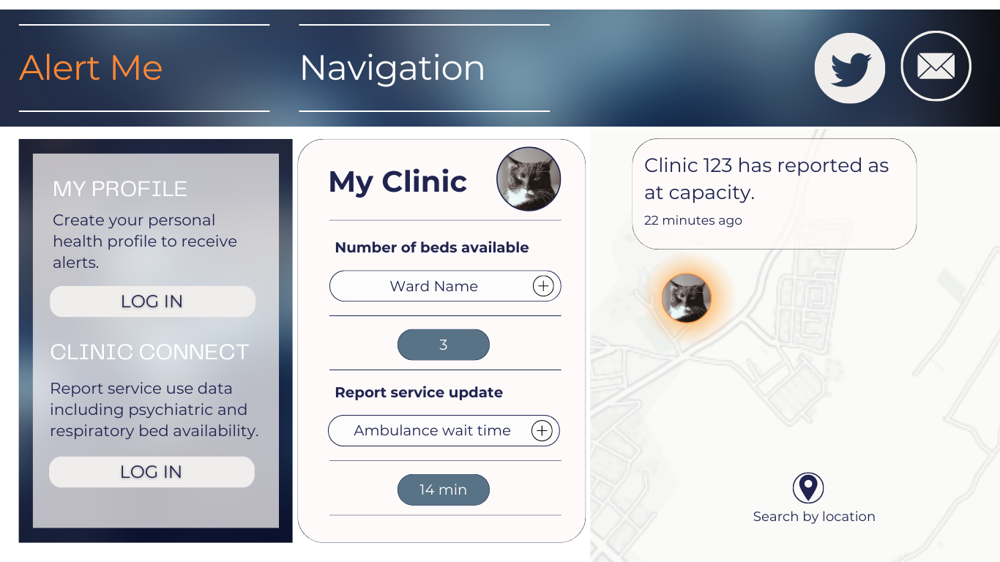 Alert Me
Navigation
MY PROFILE
Create your personal
health profile to receive
alerts.
LOG IN
CLINIC CONNECT
Report service use data
including psychiatric and
respiratory bed availability.
LOG IN
My Clinic
Number of beds available
Ward Name
3
Report service update
Ambulance wait time
14 min
Clinic 123 has reported as
at capacity.
22 minutes ago
Search by location